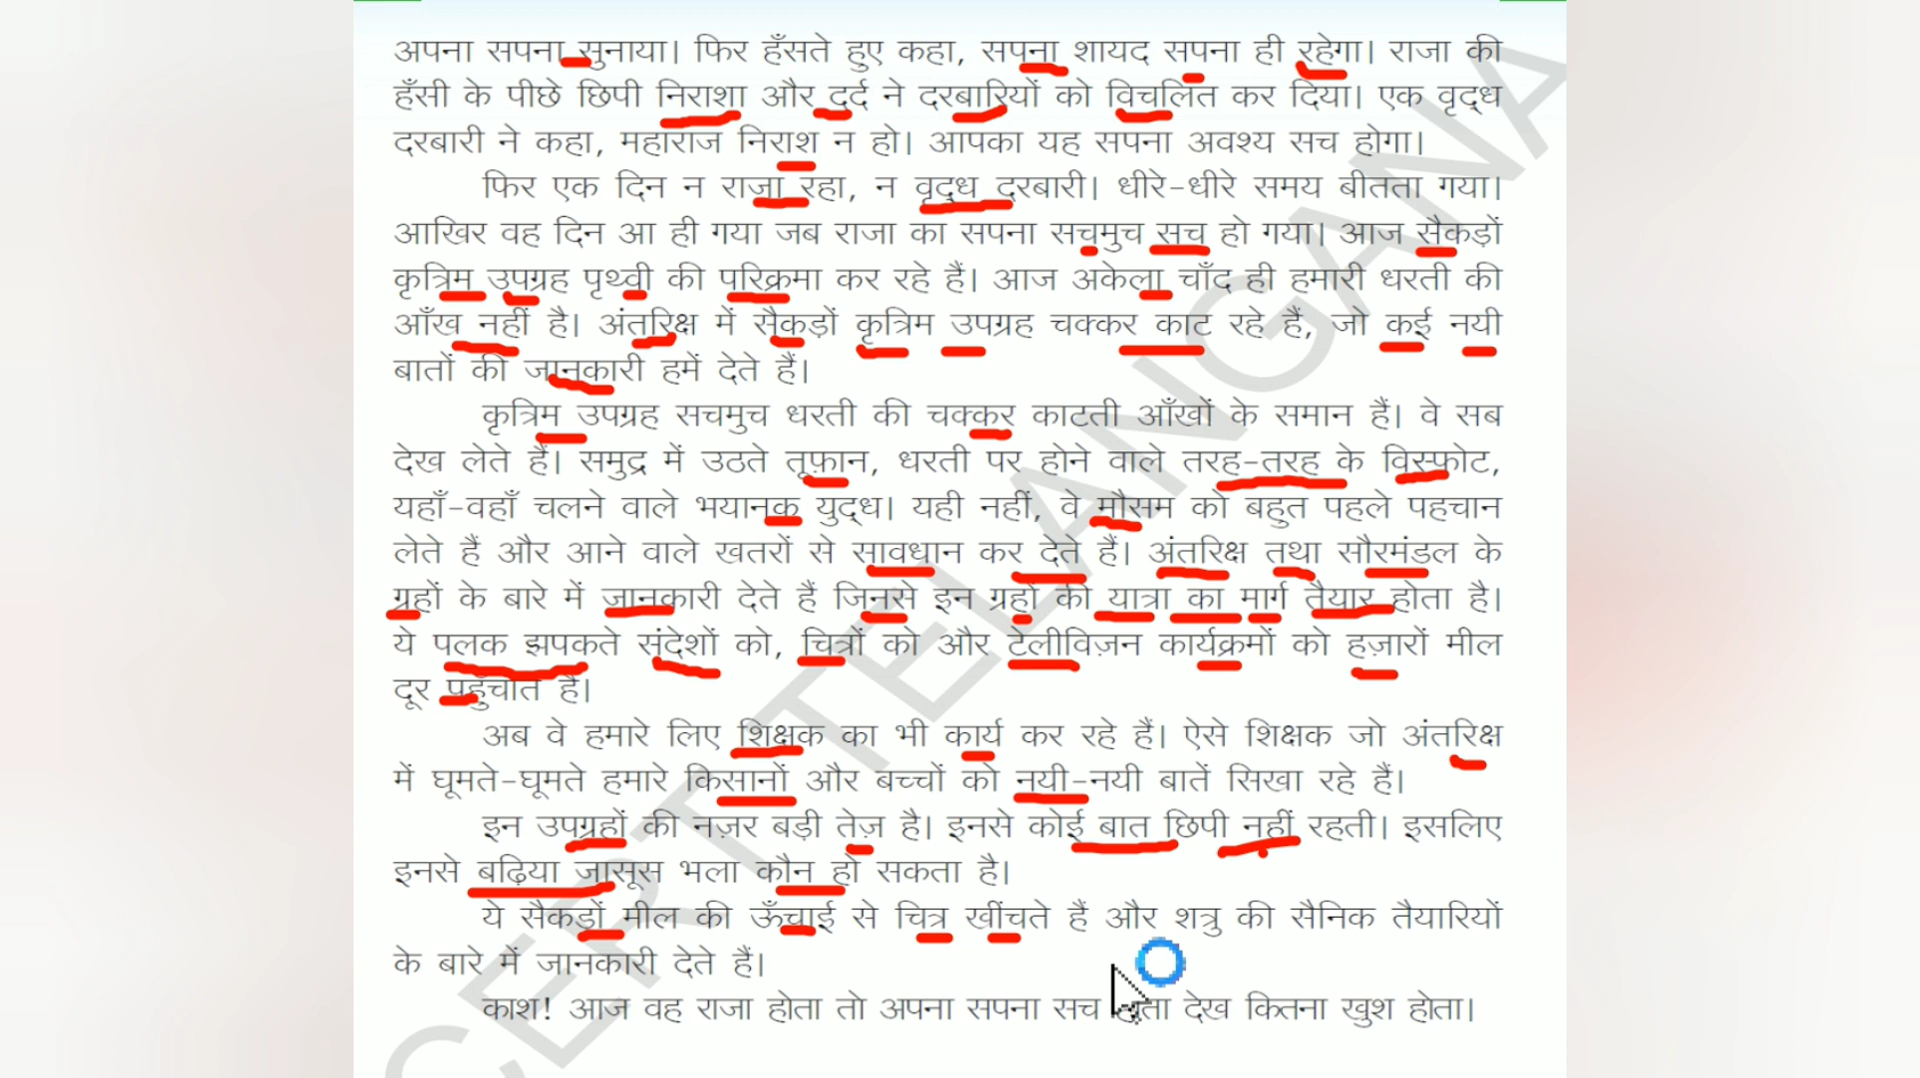 अपना सपना सुनाया। फिर हँसते हुए कहा, सपना शायद सपना ही रहेगा। राजा की
हँसी के पीछे छिपी निराशा और दर्द ने दरबारियों को विचलित कर दिया। एक वृद्ध
दरबारी ने कहा, महाराज निराश न हो। आपका यह सपना अवश्य सच होगा।
फिर एक दिन न राजा रहा, न वृद्ध दरबारी। धीरे-धीरे समय बीतता गया।
आखिर वह दिन आ ही गया जब राजा का सपना सचमुच सच हो गया। आज सैकड़ों
कृत्रिम उपग्रह पृथ्वी की परिक्रमा कर रहे हैं। आज अकेला चाँद ही हमारी धरती की
आँख नहीं है। अंतरिक्ष में सैकड़ों कृत्रिम उपग्रह चक्कर काट रहे हैं, जो कई नयी
बातों की जानकारी हमें देते हैं।
कृत्रिम उपग्रह सचमुच धरती की चक्कर काटती आँखों के समान हैं। वे सब
देख लेते हैं। समुद्र में उठते तूफ़ान, धरती पर होने वाले तरह-तरह के विस्फोट,
यहाँ-वहाँ चलने वाले भयानक युद्ध। यही नहीं, वे मौसम को बहुत पहले पहचान
लेते हैं और आने वाले खतरों से सावधान कर देते हैं। अंतरिक्ष तथा सौरमंडल के
ग्रहों के बारे में जानकारी देते हैं जिनसे इन ग्रहों की यात्रा का मार्ग तैयार होता है।
ये पलक झपकते संदेशों को, चित्रों को और टेलीविज़न कार्यक्रमों को हज़ारों मील
दूर पहुँचाते हैं।
अब वे हमारे लिए शिक्षक का भी कार्य कर रहे हैं। ऐसे शिक्षक जो अंतरिक्ष
में घूमते-घूमते हमारे किसानों और बच्चों को नयी-नयी बातें सिखा रहे हैं।
इन उपग्रहों की नज़र बड़ी तेज़ है। इनसे कोई बात छिपी नहीं रहती। इसलिए
इनसे बढ़िया जासूस भला कौन हो सकता है।
ये सैकड़ों मील की ऊँचाई से चित्र खींचते हैं और शत्रु की सैनिक तैयारियों
के बारे में जानकारी देते हैं।
काश! आज वह राजा होता तो अपना सपना सच होता देख कितना खुश होता।
CERT TELANGANA